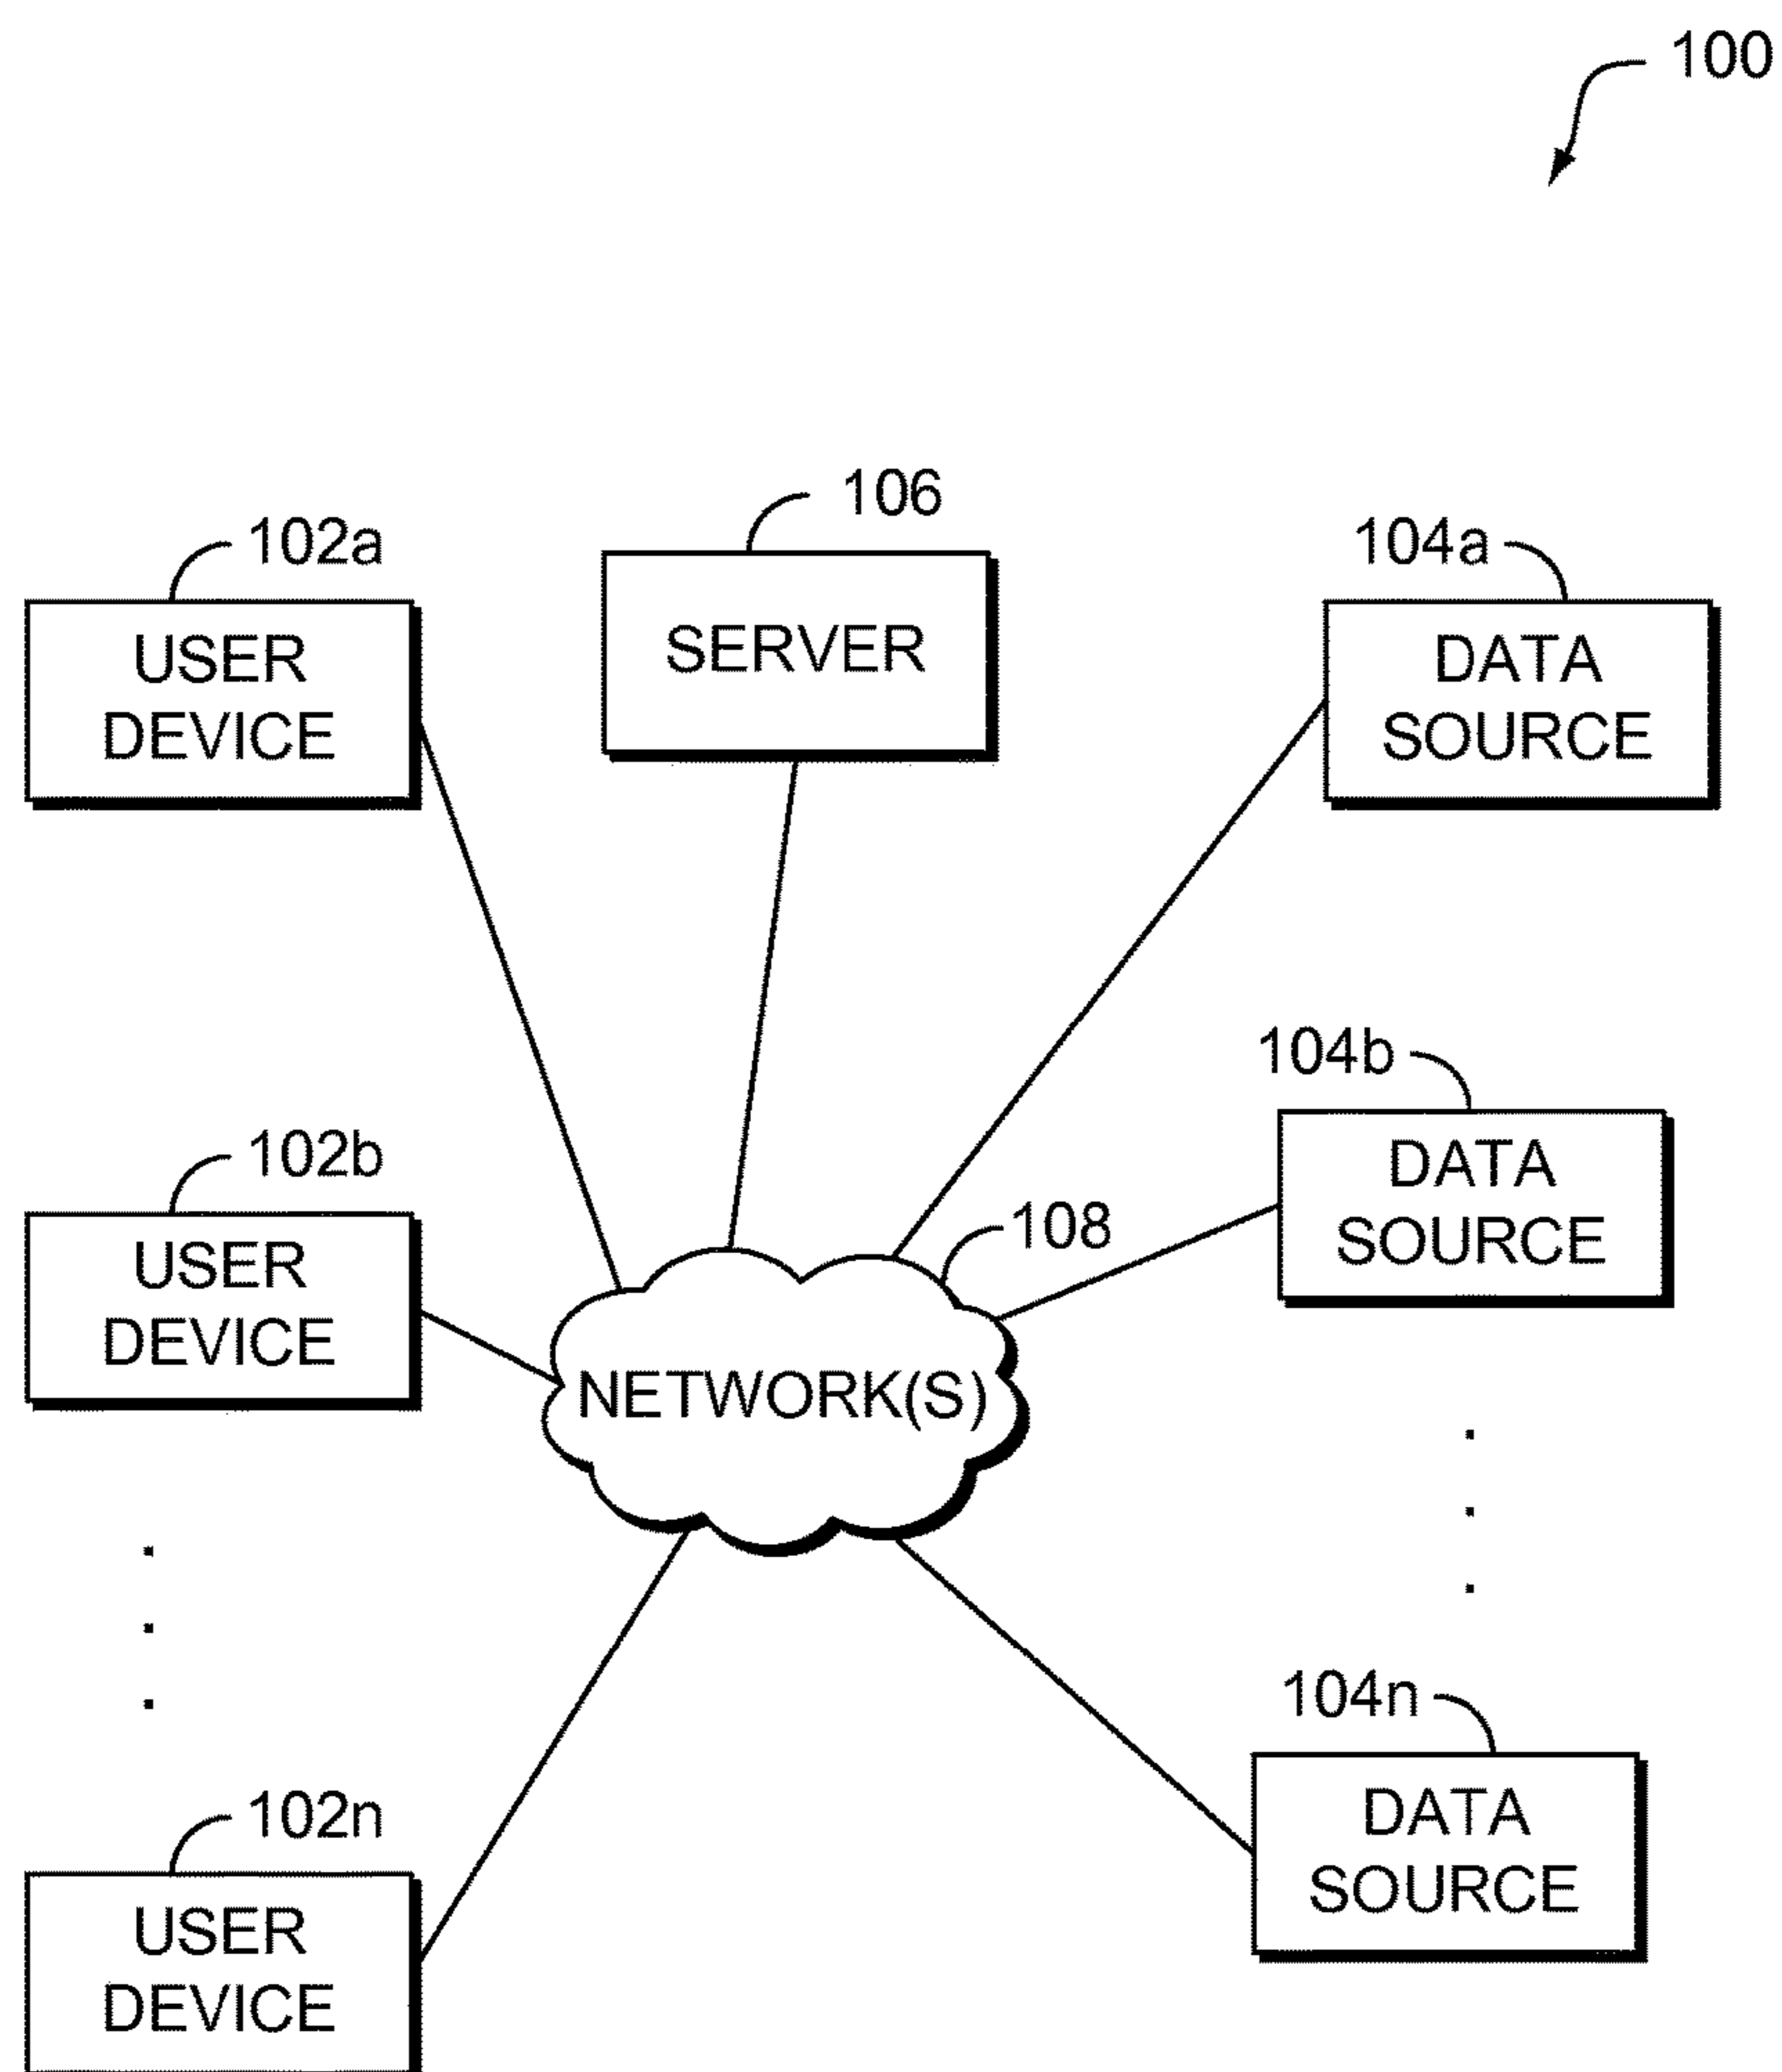 100
106
102a
104a
USER
DEVICE
SERVER
DATA
SOURCE
104b
102b
DATA
SOURCE
108
USER
DEVICE
NETWORK(S)
104n
102n
DATA
SOURCE
USER
DEVICE